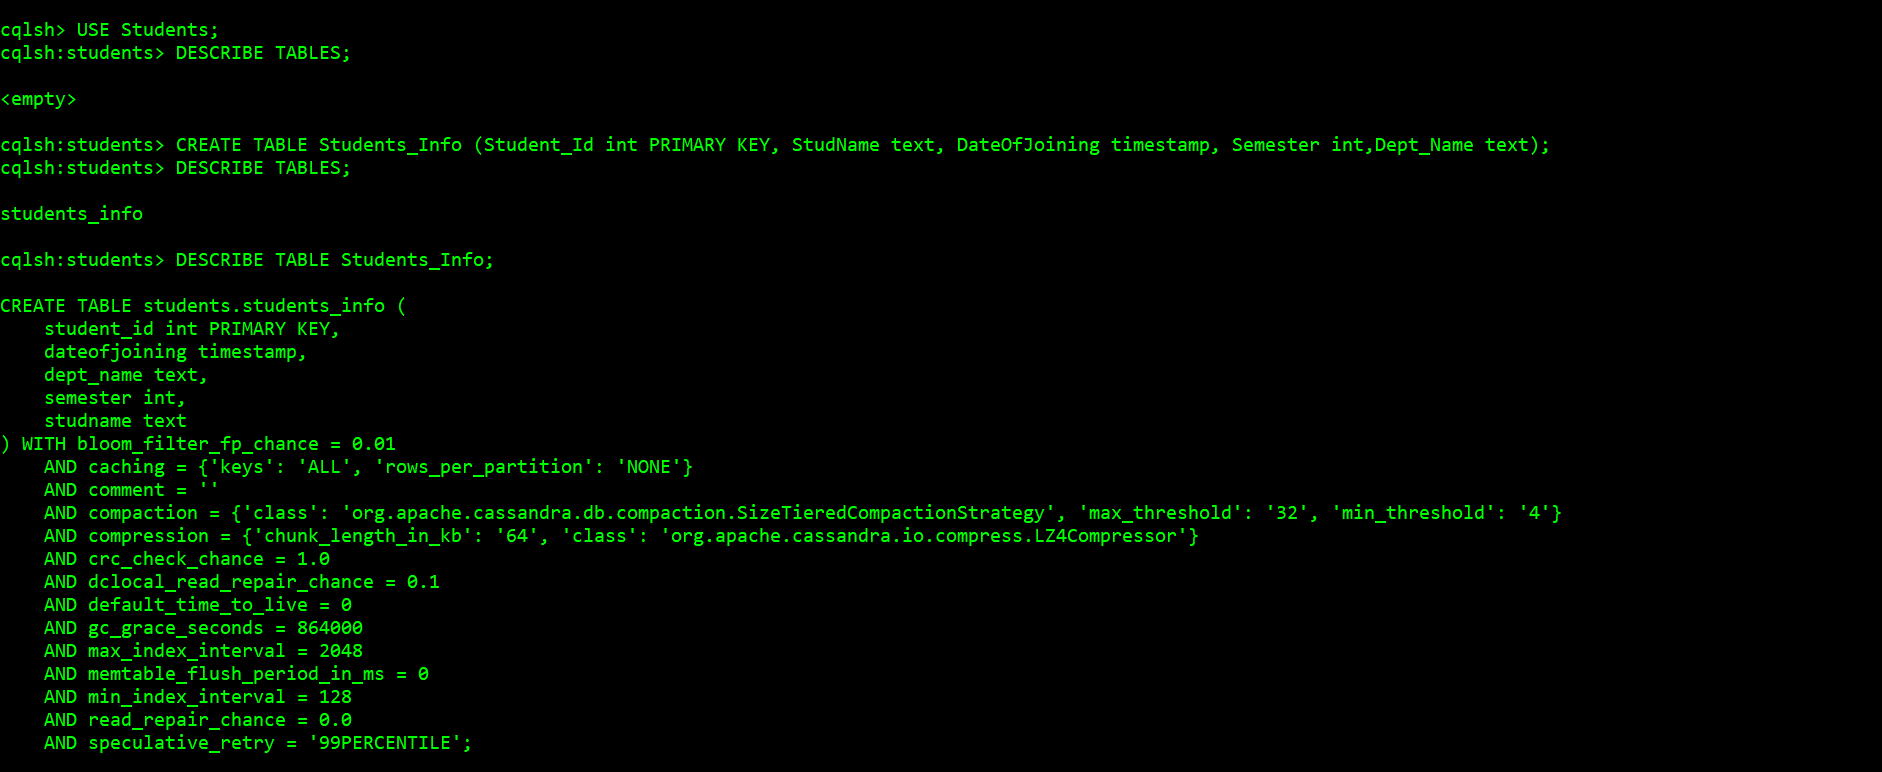 cqlsh> USE Students;
cqlsh:students> DESCRIBE TABLES;
<empty>
cqlsh:students> CREATE TABLE Students_Info (Student_Id int PRIMARY KEY, StudName text, DateOfJoining timestamp, Semester int,Dept_Name text);
cqlsh:students> DESCRIBE TABLES;
students_info
cqlsh:students> DESCRIBE TABLE Students_Info;
CREATE TABLE students.students_info (
    student_id int PRIMARY KEY,
    dateofjoining timestamp,
    dept_name text,
    semester int,
    studname text
) WITH bloom_filter_fp_chance = 0.01
    AND caching = {'keys': 'ALL', 'rows_per_partition': 'NONE'}
    AND comment = ''
    AND compaction = {'class': 'org.apache.cassandra.db.compaction.SizeTieredCompactionStrategy', 'max_threshold': '32', 'min_threshold': '4'}
    AND compression = {'chunk_length_in_kb': '64', 'class': 'org.apache.cassandra.io.compress.LZ4Compressor'}
    AND crc_check_chance = 1.0
    AND dclocal_read_repair_chance = 0.1
    AND default_time_to_live = 0
    AND gc_grace_seconds = 864000
    AND max_index_interval = 2048
    AND memtable_flush_period_in_ms = 0
    AND min_index_interval = 128
    AND read_repair_chance = 0.0
    AND speculative_retry = '99PERCENTILE';